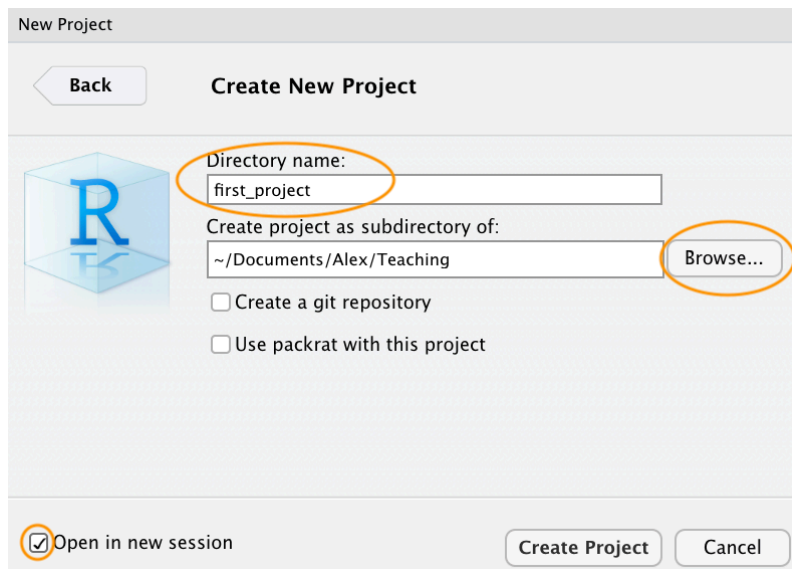 New Project
Back
Create New Project
R
Directory name:
first_project
Create project as subdirectory of:
~/Documents/Alex/Teaching
Browse...
Create a git repository
Use packrat with this project
Open in new session
Create Project
Cancel